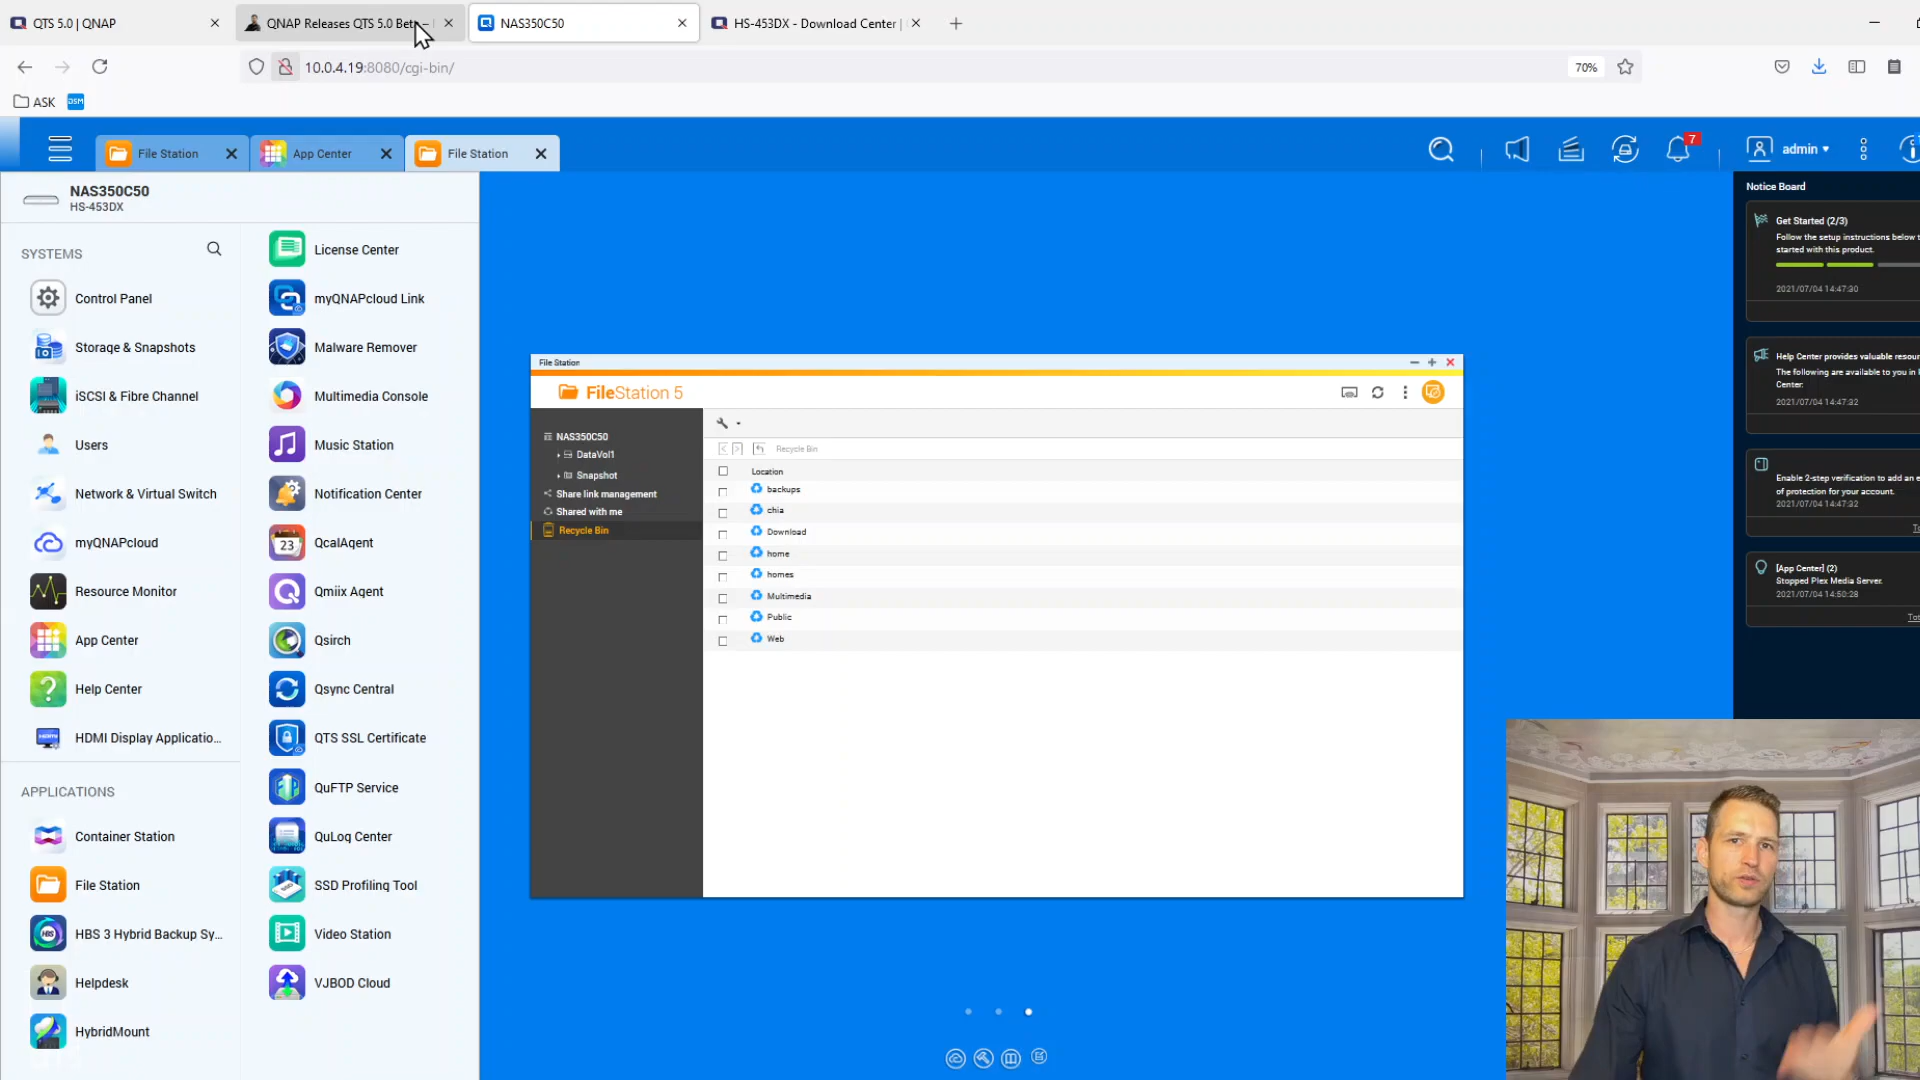 QTS 5.0 | QNAP
QNAP Releases QTS 5.0 Beta –
NAS350C50
HS-453DX - Download Center |
10.0.4.19:8080/cgi-bin/
70%
ASK
DSM
File Station
App Center
File Station
7
admin
NAS350C50
HS-453DX
SYSTEMS
Control Panel
Storage & Snapshots
iSCSI & Fibre Channel
Users
Network & Virtual Switch
myQNAPcloud
Resource Monitor
App Center
Help Center
HDMI Display Applicatio...
APPLICATIONS
Container Station
File Station
HBS 3 Hybrid Backup Sy...
Helpdesk
HybridMount
License Center
myQNAPcloud Link
Malware Remover
Multimedia Console
Music Station
Notification Center
23
QcalAgent
Qmiix Agent
Qsirch
Qsync Central
QTS SSL Certificate
QuFTP Service
QuLog Center
SSD Profiling Tool
Video Station
VJBOD Cloud
File Station
FileStation 5
NAS350C50
DataVol1
Snapshot
Share link management
Shared with me
Recycle Bin
Recycle Bin
Location
backups
chia
Download
home
homes
Multimedia
Public
Web
Notice Board
Get Started (2/3)
Follow the setup instructions below
started with this product.
2021/07/04 14:47:30
Help Center provides valuable
The following are available to you in
Center:
2021/07/04 14:47:32
Enable 2-step verification to add an
of protection for your account.
2021/07/04 14:47:32
[App Center] (2)
Stopped Plex Media Server.
2021/07/04 14:50:28